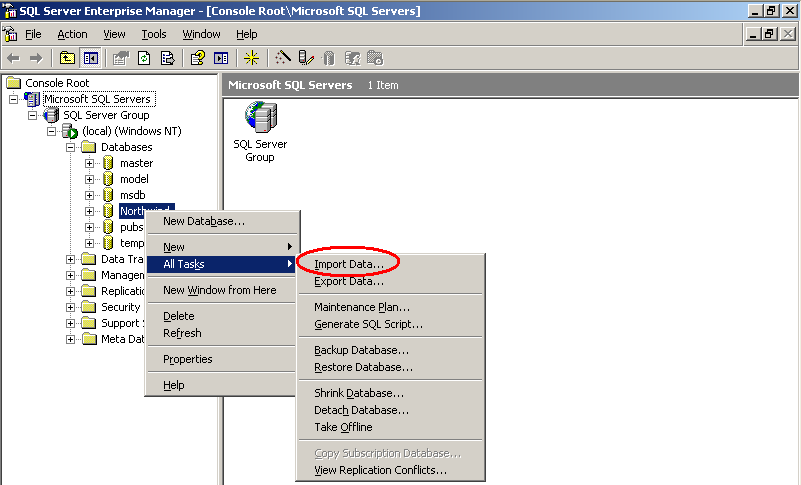 SQL Server Enterprise Manager - [Console Root\Microsoft SQL Servers]
File Action View Tools Window Help
Console Root
Microsoft SQL Servers
SQL Server Group
(local) (Windows NT)
Databases
master
model
msdb
Northwind
pubs
temp
Data Tra
Managem
Replicatio
Security
Support S
Meta Dat
Microsoft SQL Servers 1 Item
SQL Server
Group
New Database...
New
All Tasks
New Window from Here
Delete
Refresh
Properties
Help
Import Data...
Export Data...
Maintenance Plan...
Generate SQL Script...
Backup Database...
Restore Database...
Shrink Database...
Detach Database...
Take Offline
Copy Subscription Database...
View Replication Conflicts...